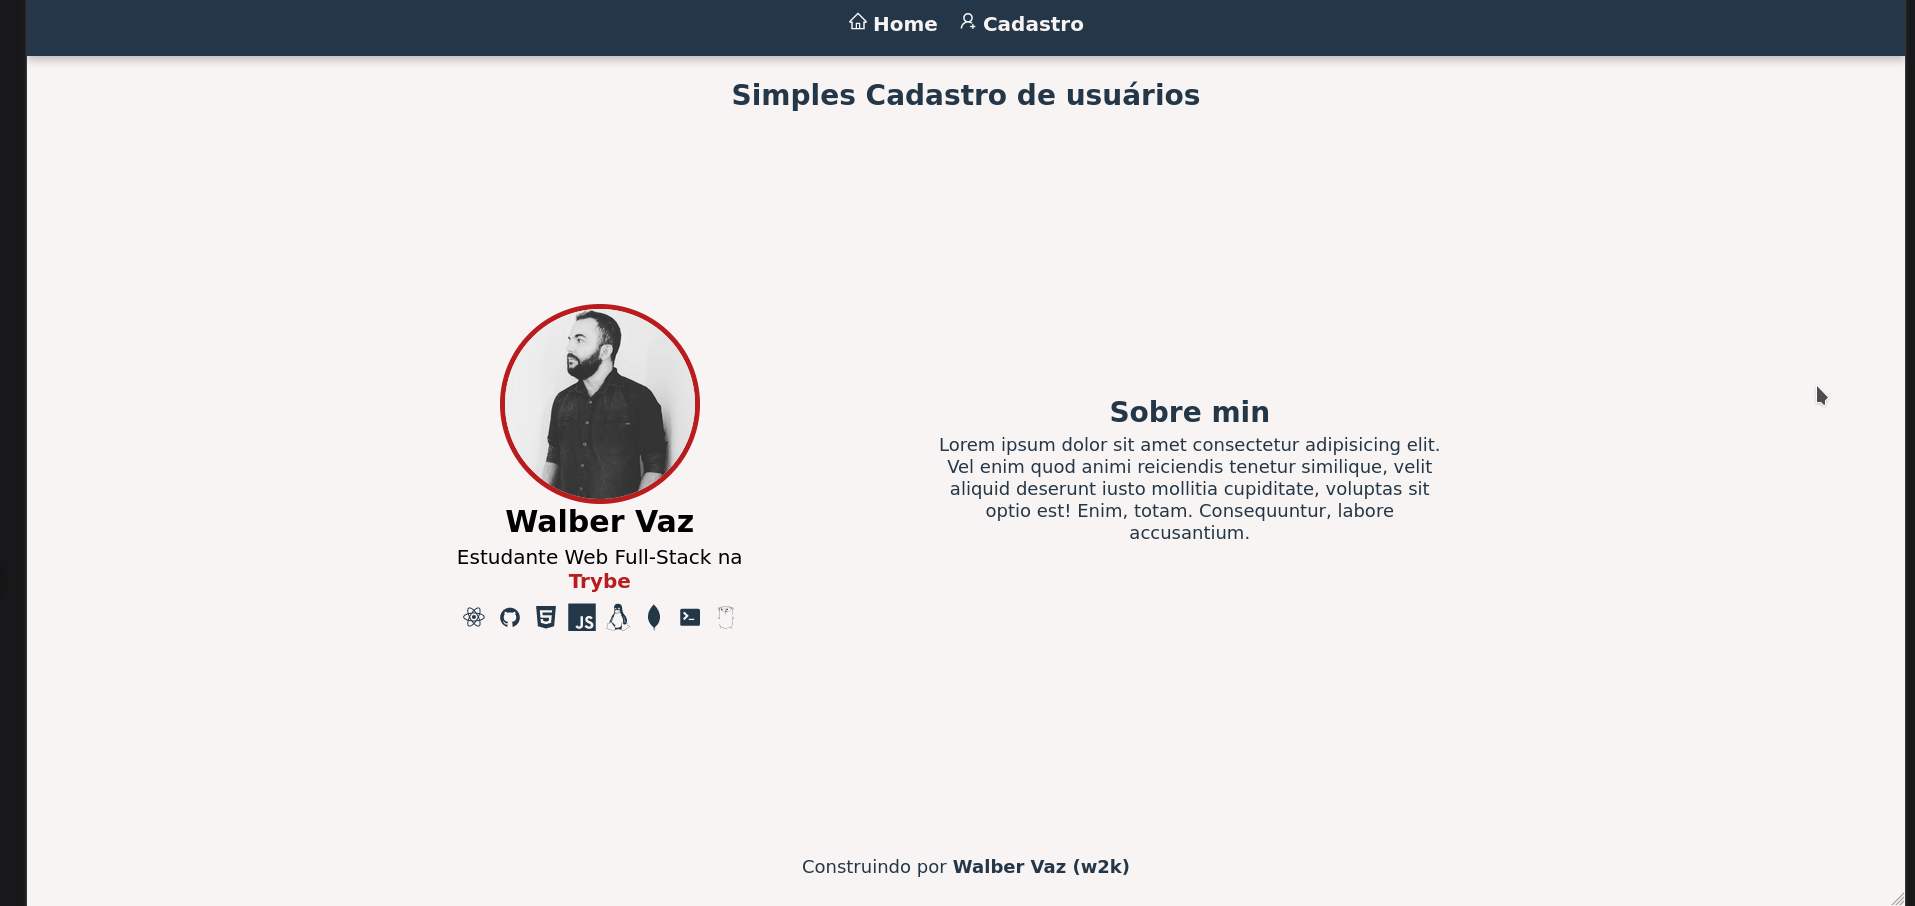 Home Cadastro
Simples Cadastro de usuários
Walber Vaz
Estudante Web Full-Stack na
Trybe
JS
Sobre min
Lorem ipsum dolor sit amet consectetur adipisicing elit.
Vel enim quod animi reiciendis tenetur similique, velit
aliquid deserunt iusto mollitia cupiditate, voluptas sit
optio est! Enim, totam. Consequuntur, labore
accusantium.
Construindo por Walber Vaz (w2k)